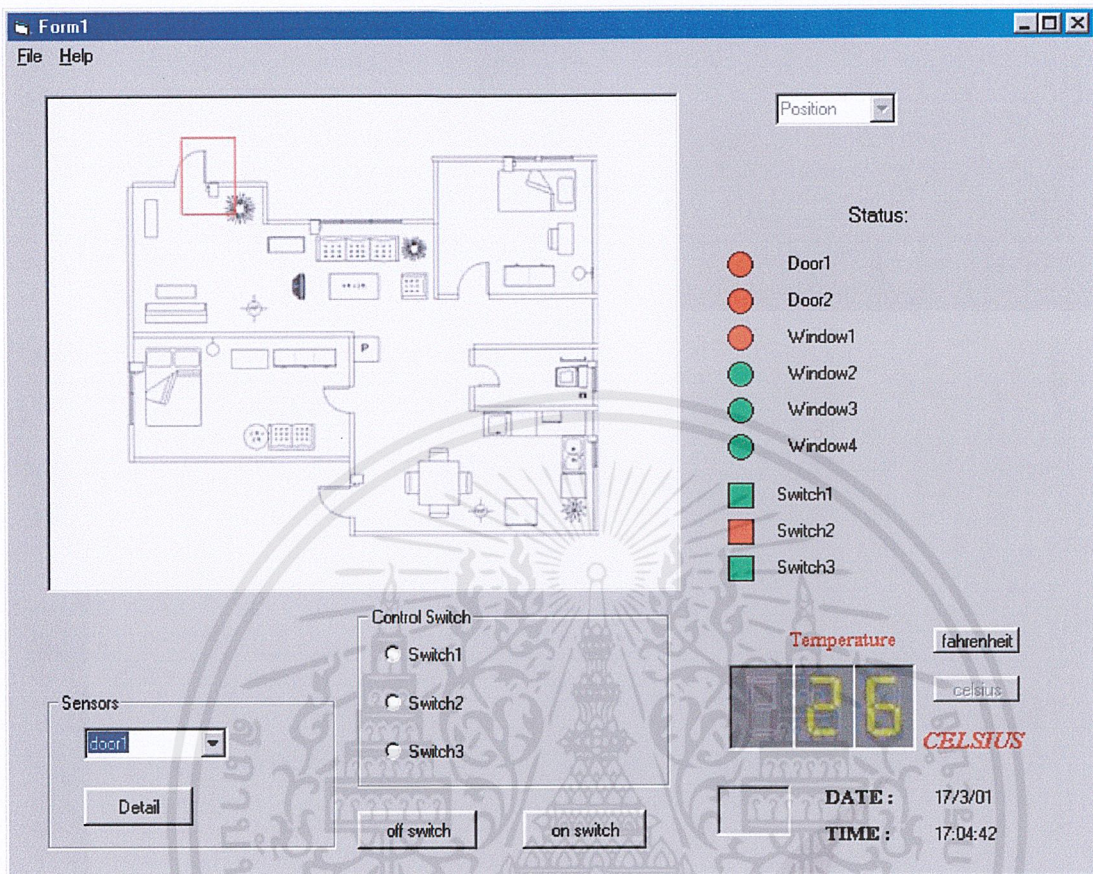 Form1
File Help
Position
Status:
Door1
Door2
Window1
Window2
Window3
Window4
Switch1
Switch2
Switch3
P
Control Switch
Switch1
Switch2
Switch3
Sensors
door1
Detail
off switch
on switch
Temperature
fahrenheit
celsius
26
CELSIUS
DATE : 17/3/01
TIME : 17:04:42